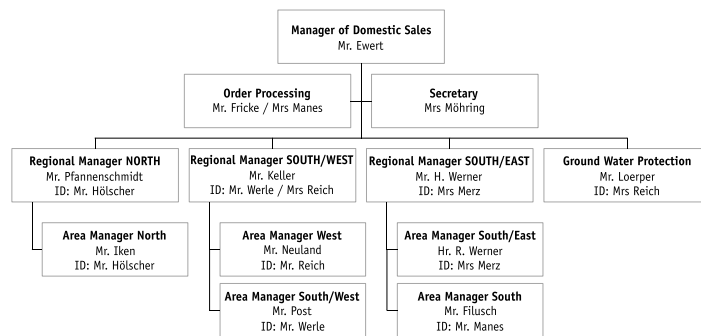 Manager of Domestic Sales
Mr. Ewert
Order Processing
Mr. Fricke / Mrs Manes
Secretary
Mrs Möhring
Regional Manager NORTH
Mr. Pfannenschmidt
ID: Mr. Hölscher
Regional Manager SOUTH/WEST
Mr. Keller
ID: Mr. Werle / Mrs Reich
Regional Manager SOUTH/EAST
Mr. H. Werner
ID: Mrs Merz
Ground Water Protection
Mr. Loerper
ID: Mrs Reich
Area Manager North
Mr. Iken
ID: Mr. Hölscher
Area Manager West
Mr. Neuland
ID: Mr. Reich
Area Manager South/East
Hr. R. Werner
ID: Mrs Merz
Area Manager South/West
Mr. Post
ID: Mr. Werle
Area Manager South
Mr. Filusch
ID: Mr. Manes